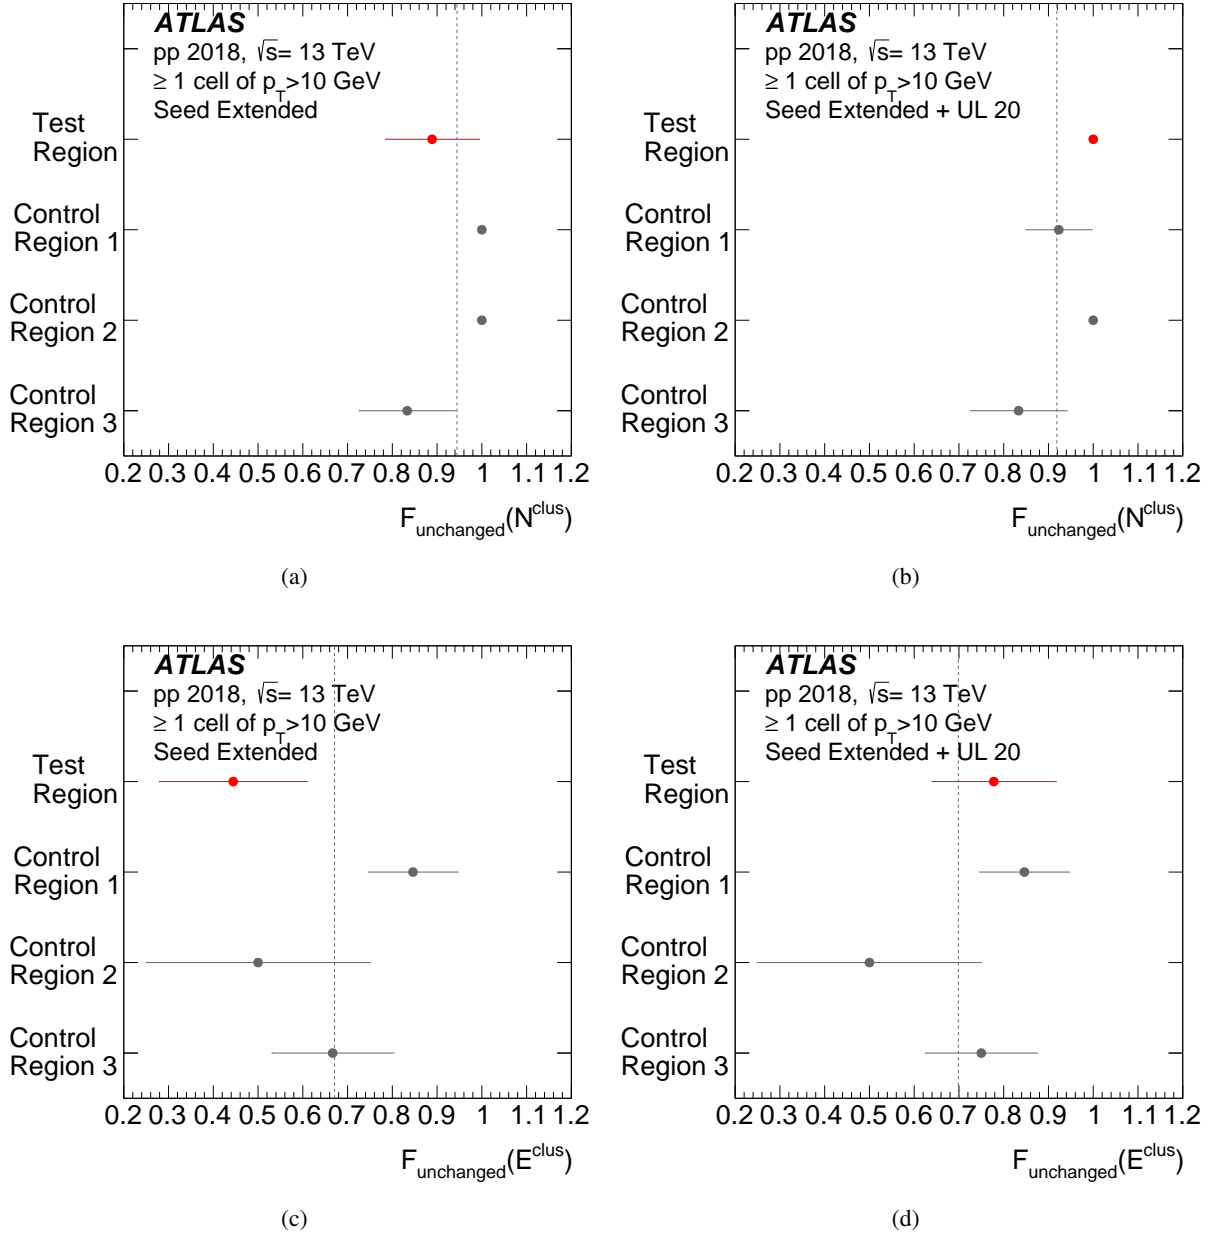 ATLAS
pp 2018, √s= 13 TeV
≥ 1 cell of p_T>10 GeV
Seed Extended
Test
Region
Control
Region 1
Control
Region 2
Control
Region 3
0.2 0.3 0.4 0.5 0.6 0.7 0.8 0.9 1 1.1 1.2
F_unchanged(N^clus)
(a)
ATLAS
pp 2018, √s= 13 TeV
≥ 1 cell of p_T>10 GeV
Seed Extended + UL 20
Test
Region
Control
Region 1
Control
Region 2
Control
Region 3
0.2 0.3 0.4 0.5 0.6 0.7 0.8 0.9 1 1.1 1.2
F_unchanged(N^clus)
(b)
ATLAS
pp 2018, √s= 13 TeV
≥ 1 cell of p_T>10 GeV
Seed Extended
Test
Region
Control
Region 1
Control
Region 2
Control
Region 3
0.2 0.3 0.4 0.5 0.6 0.7 0.8 0.9 1 1.1 1.2
F_unchanged(E^clus)
(c)
ATLAS
pp 2018, √s= 13 TeV
≥ 1 cell of p_T>10 GeV
Seed Extended + UL 20
Test
Region
Control
Region 1
Control
Region 2
Control
Region 3
0.2 0.3 0.4 0.5 0.6 0.7 0.8 0.9 1 1.1 1.2
F_unchanged(E^clus)
(d)